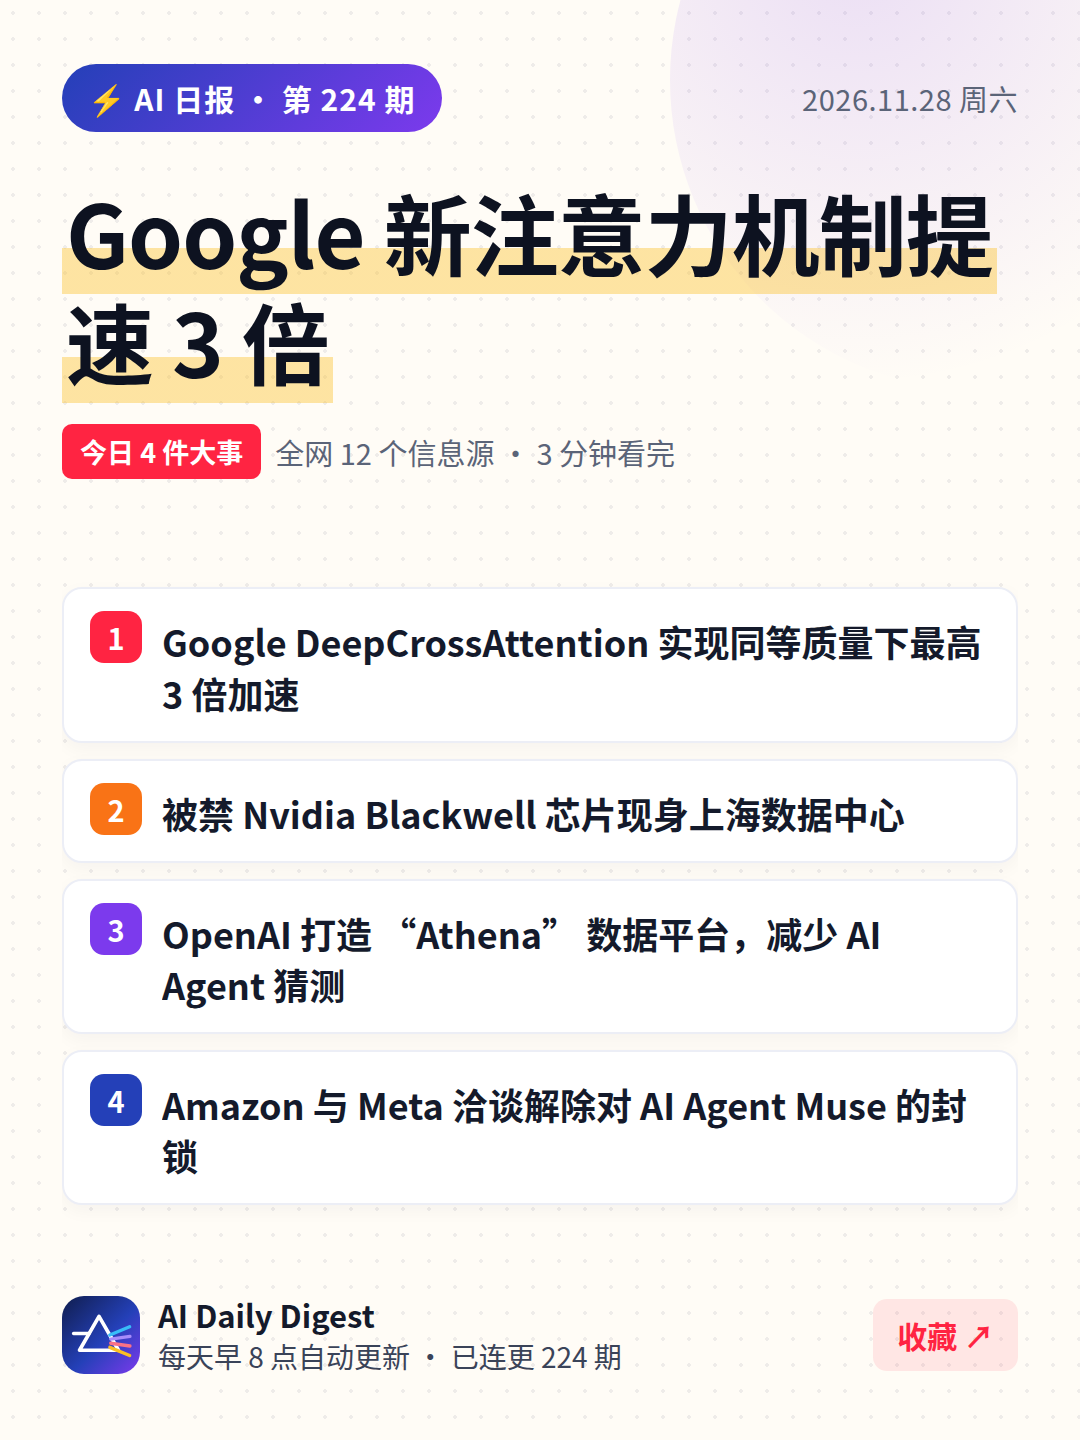 ⚡ AI 日报 · 第 224 期
2026.11.28 周六
Google 新注意力机制提
速 3 倍
今日 4 件大事
全网 12 个信息源 · 3 分钟看完
1
Google DeepCrossAttention 实现同等质量下最高
3 倍加速
2
被禁 Nvidia Blackwell 芯片现身上海数据中心
3
OpenAI 打造 “Athena” 数据平台，减少 AI
Agent 猜测
4
Amazon 与 Meta 洽谈解除对 AI Agent Muse 的封
锁
AI Daily Digest
每天早 8 点自动更新 · 已连更 224 期
收藏 ↗